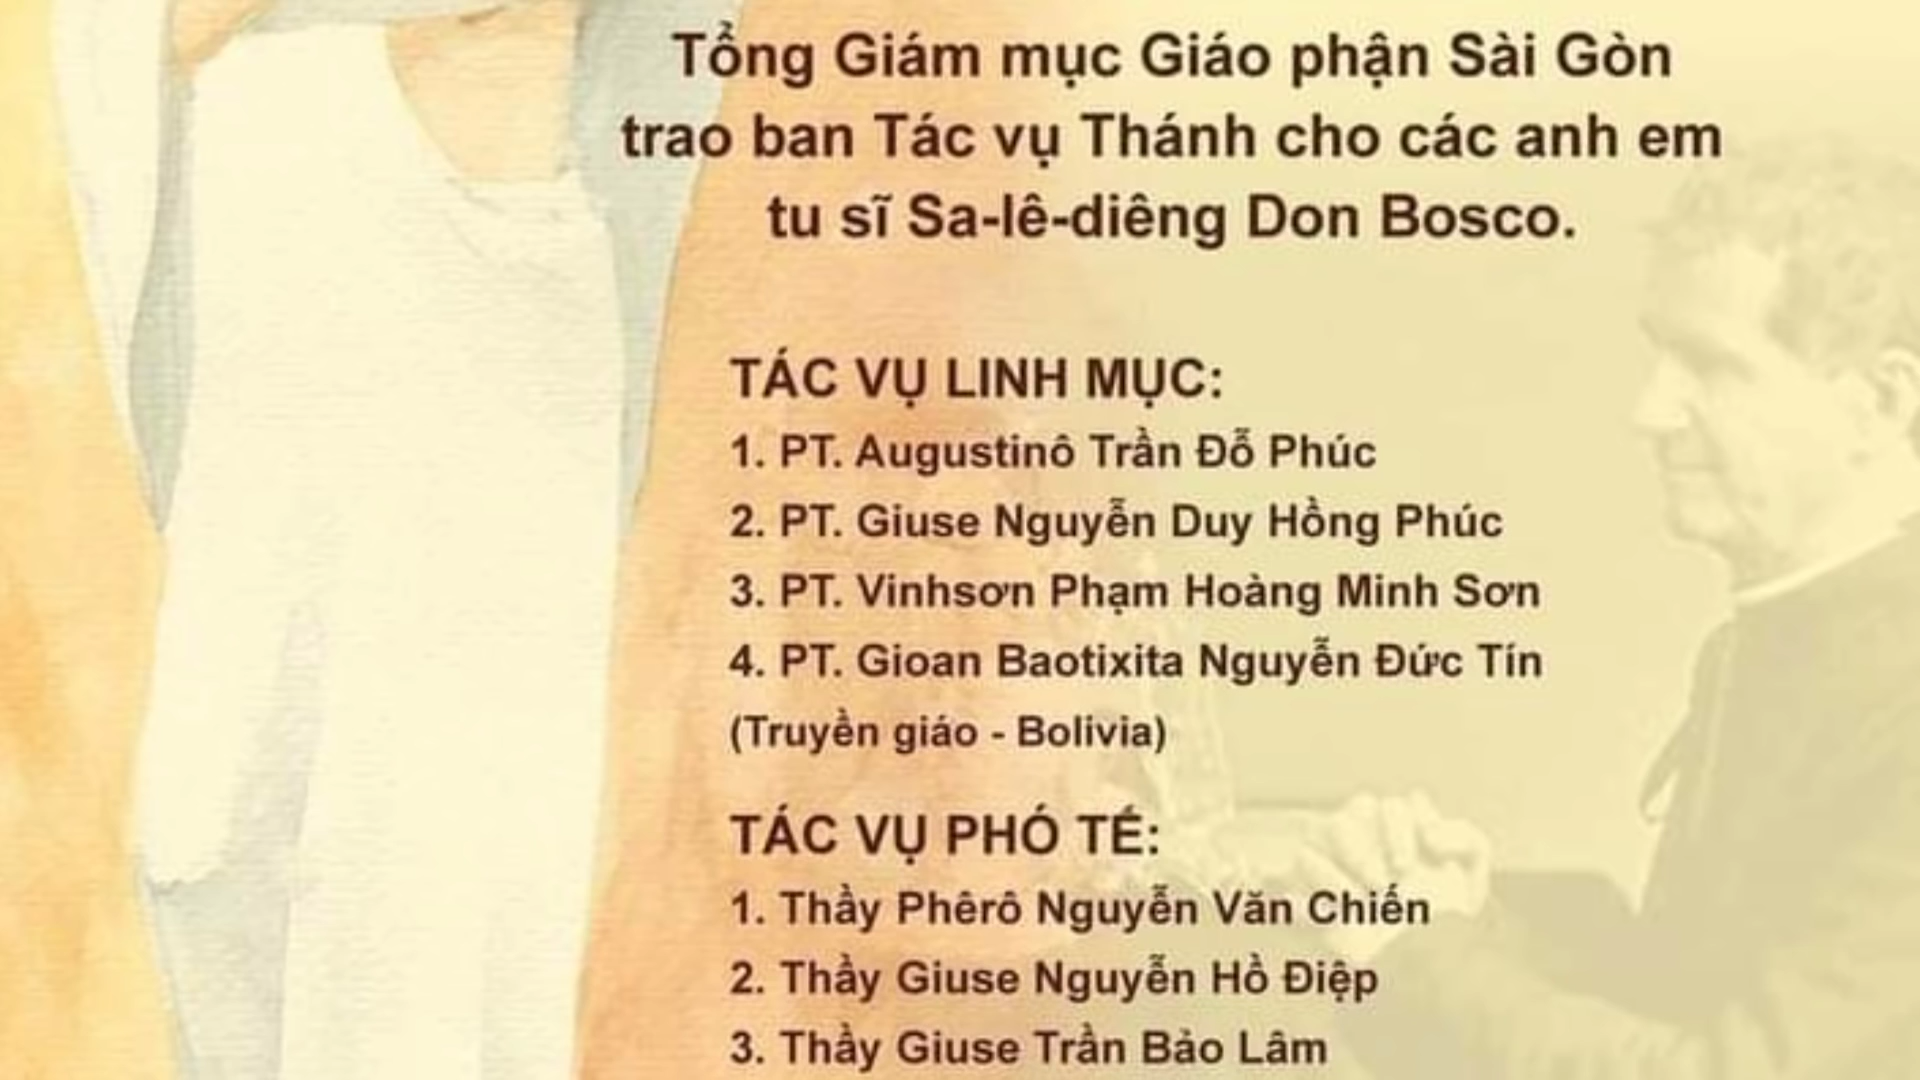 Tổng Giám mục Giáo phận Sài Gòn
trao ban Tác vụ Thánh cho các anh em
tu sĩ Sa-lê-diêng Don Bosco.
TÁC VỤ LINH MỤC:
1. PT. Augustinô Trần Đỗ Phúc
2. PT. Giuse Nguyễn Duy Hồng Phúc
3. PT. Vinhsơn Phạm Hoàng Minh Sơn
4. PT. Gioan Baotixita Nguyễn Đức Tín
(Truyền giáo - Bolivia)
TÁC VỤ PHÓ TẾ:
1. Thầy Phêrô Nguyễn Văn Chiến
2. Thầy Giuse Nguyễn Hồ Điệp
3. Thầy Giuse Trần Bảo Lâm